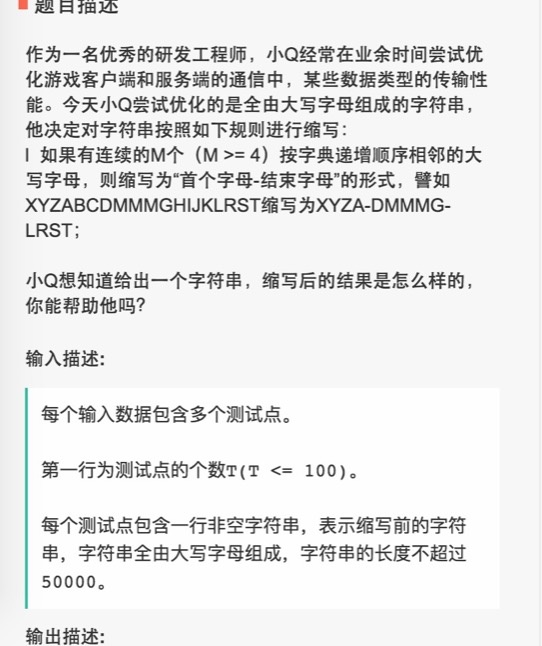 题目描述
作为一名优秀的研发工程师，小Q经常在业余时间尝试优
化游戏客户端和服务端的通信中，某些数据类型的传输性
能。今天小Q尝试优化的是全由大写字母组成的字符串，
他决定对字符串按照如下规则进行缩写：
l 如果有连续的M个（M >= 4）按字典递增顺序相邻的大
写字母，则缩写为“首个字母-结束字母”的形式，譬如
XYZABCDMMMGHIJKLRST缩写为XYZA-DMMMG-
LRST；
小Q想知道给出一个字符串，缩写后的结果是怎么样的，
你能帮助他吗?
输入描述:
每个输入数据包含多个测试点。
第一行为测试点的个数T(T <= 100)。
每个测试点包含一行非空字符串，表示缩写前的字符
串，字符串全由大写字母组成，字符串的长度不超过
50000。
输出描述: